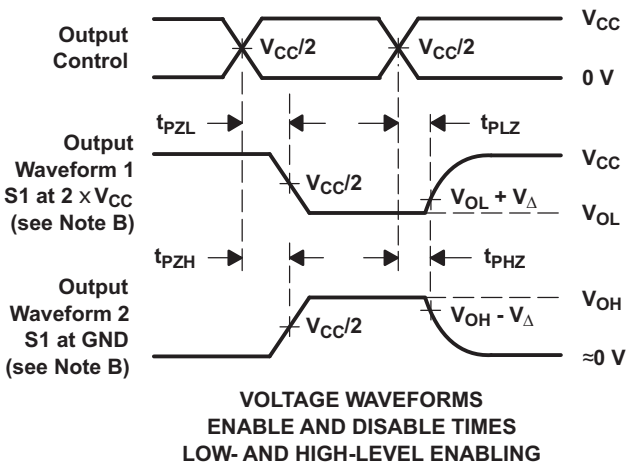 Output
Control
V_CC/2
V_CC/2
V_CC
0 V
t_PZL
t_PLZ
Output
Waveform 1
S1 at 2 x V_CC
(see Note B)
V_CC/2
V_CC
V_OL + V_Δ
V_OL
t_PZH
t_PHZ
Output
Waveform 2
S1 at GND
(see Note B)
V_CC/2
V_OH
V_OH - V_Δ
≈0 V
VOLTAGE WAVEFORMS
ENABLE AND DISABLE TIMES
LOW- AND HIGH-LEVEL ENABLING